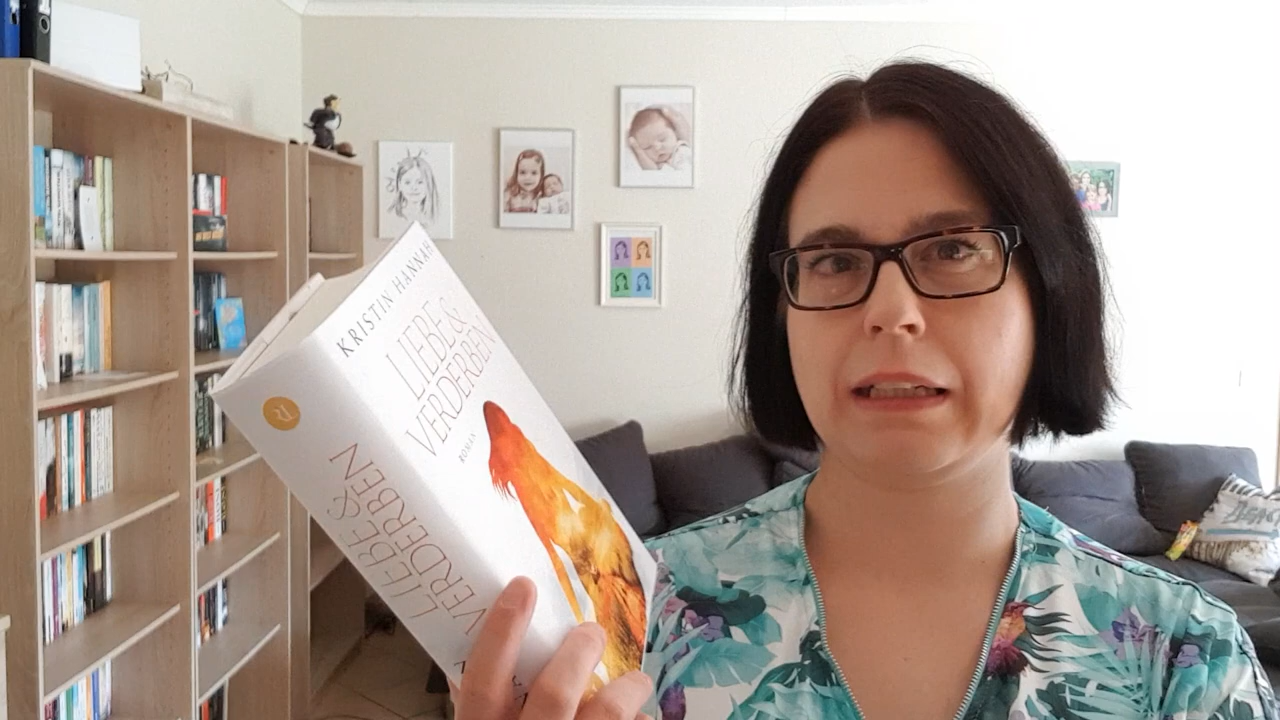 KRISTIN HANNAH
LIEBE &
VERDERBEN
ROMAN
LIEBE &
VERDERBEN